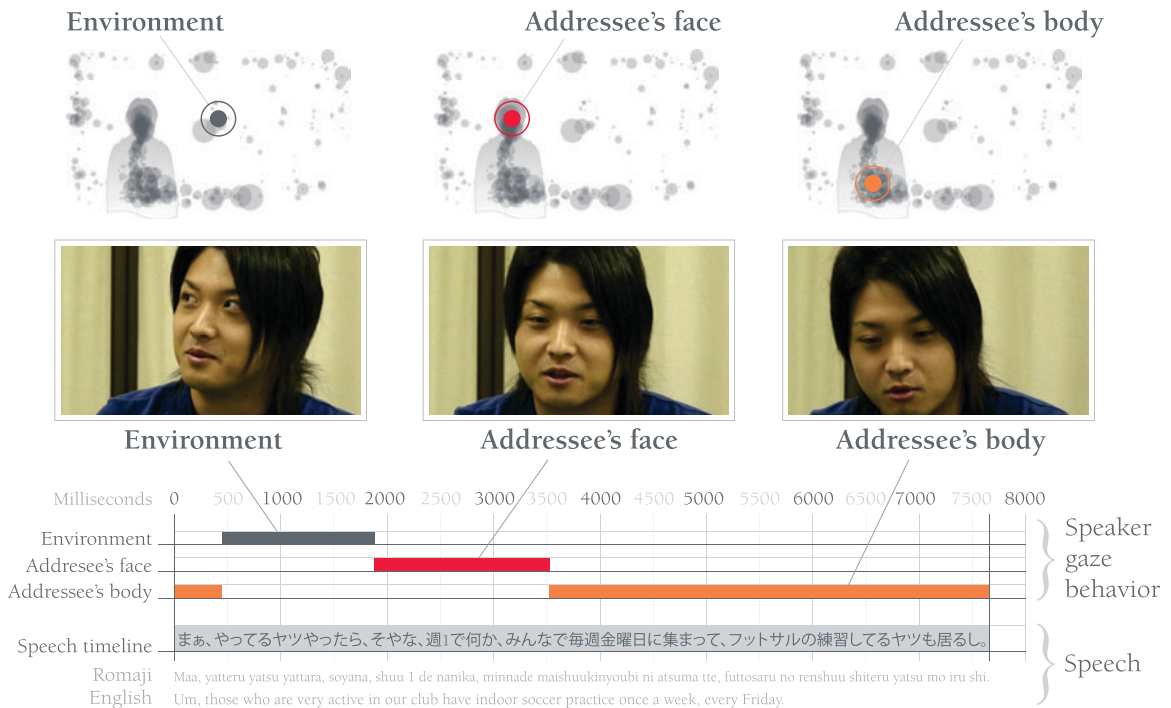 Environment
Addressee’s face
Addressee’s body
Environment
Addressee’s face
Addressee’s body
Milliseconds 0 500 1000 1500 2000 2500 3000 3500 4000 4500 5000 5500 6000 6500 7000 7500 8000
Environment
Addresee’s face
Addressee’s body
Speaker
gaze
behavior
Speech timeline まぁ、やってるヤツやったら、そやな、週1で何か、みんなで毎週金曜日に集まって、フットサルの練習してるヤツも居るし。
Speech
Romaji Maa, yatteru yatsu yattara, soyana, shuu 1 de nanika, minnade maishuukinyoubi ni atsuma tte, futtosaru no renshuu shiteru yatsu mo iru shi.
English Um, those who are very active in our club have indoor soccer practice once a week, every Friday.